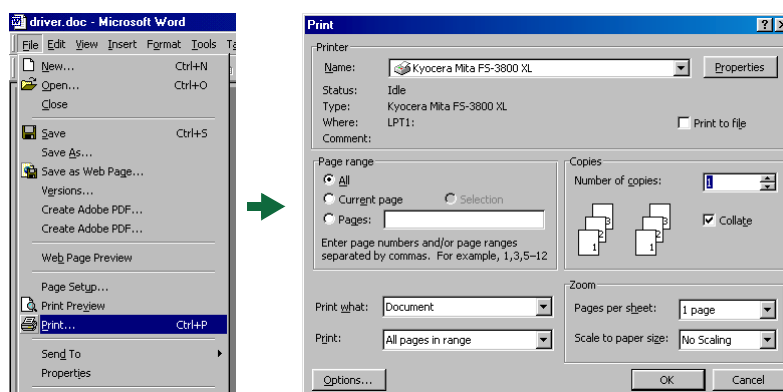 driver.doc - Microsoft Word
File Edit View Insert Format Tools
New... Ctrl+N
Open... Ctrl+O
Close
Save Ctrl+S
Save As...
Save as Web Page...
Versions...
Create Adobe PDF...
Create Adobe PDF...
Web Page Preview
Page Setup...
Print Preview
Print... Ctrl+P
Send To
Properties
Print
Printer
Name: Kyocera Mita FS-3800 XL Properties
Status: Idle
Type: Kyocera Mita FS-3800 XL
Where: LPT1: Print to file
Comment:
Page range
All
Current page Selection
Pages:
Enter page numbers and/or page ranges
separated by commas. For example, 1,3,5–12
Copies
Number of copies: 1
3 3
2 2
1 1
Collate
Print what: Document
Print: All pages in range
Zoom
Pages per sheet: 1 page
Scale to paper size: No Scaling
Options... OK Cancel